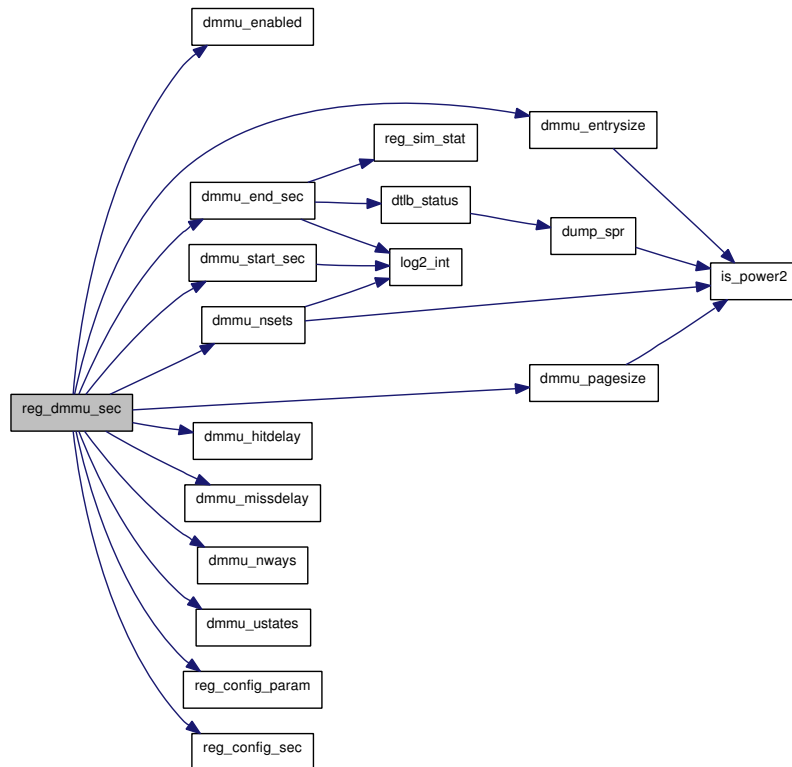 dmmu_enabled
dmmu_entrysize
reg_sim_stat
dmmu_end_sec
dtlb_status
dump_spr
dmmu_start_sec
log2_int
is_power2
dmmu_nsets
dmmu_pagesize
reg_dmmu_sec
dmmu_hitdelay
dmmu_missdelay
dmmu_nways
dmmu_ustates
reg_config_param
reg_config_sec